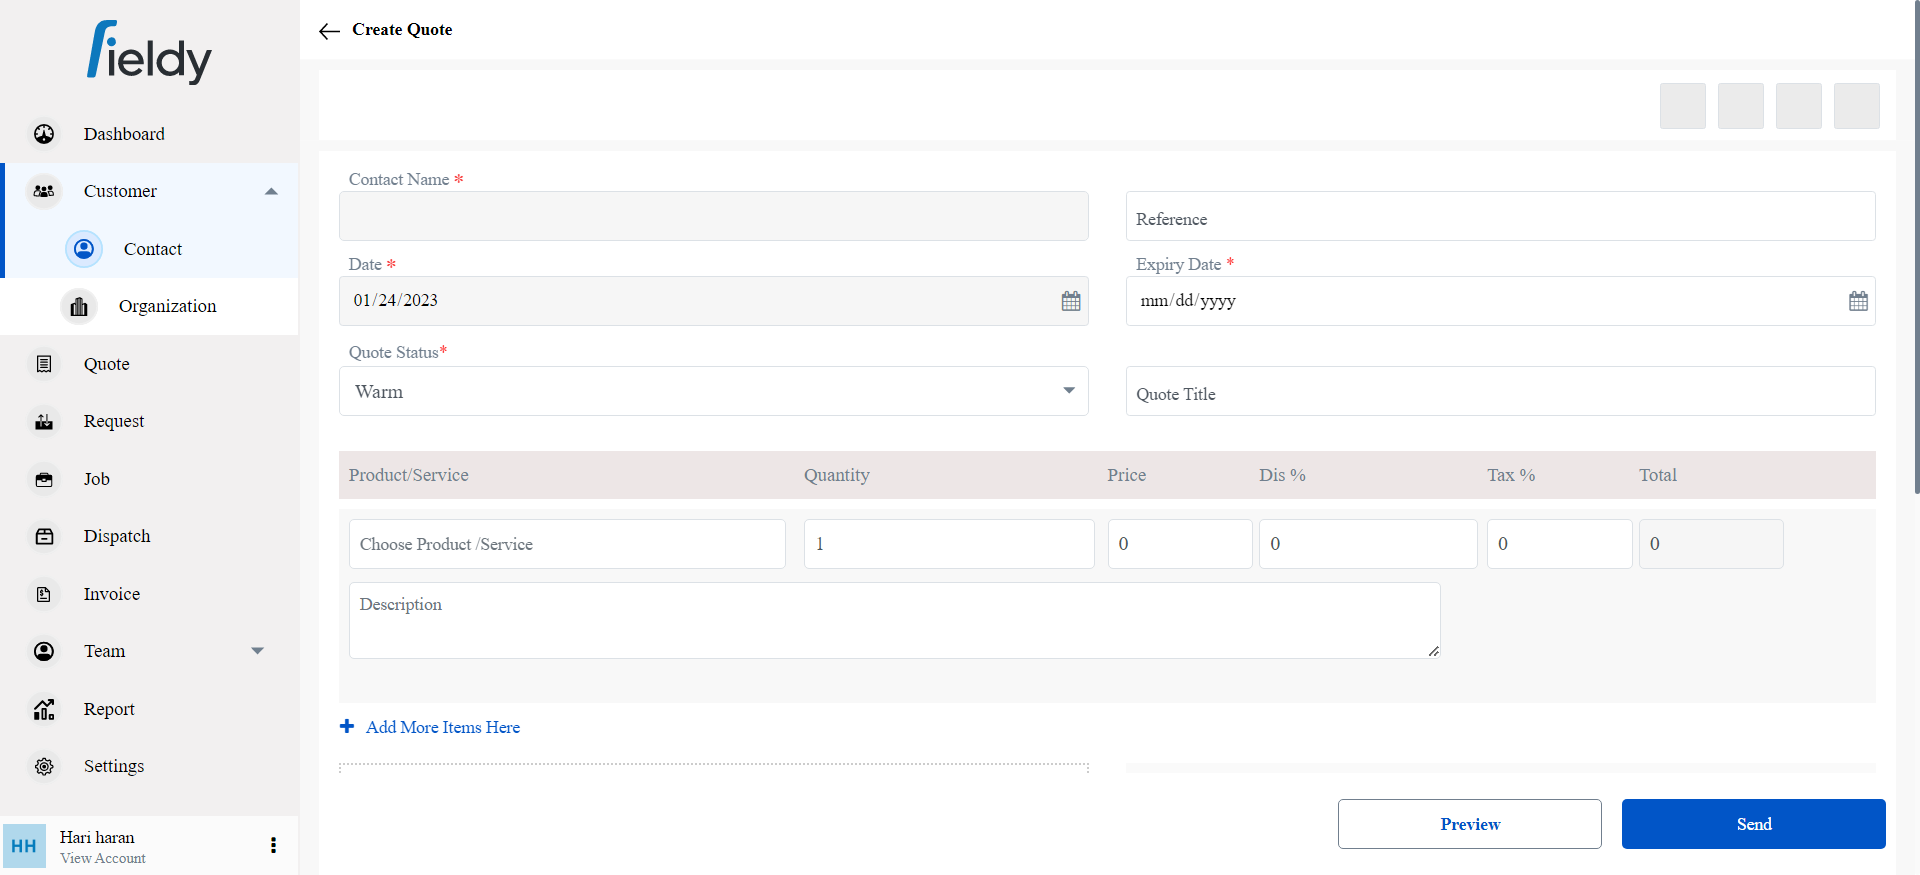 fieldy
Create Quote
Dashboard
Customer
Contact
Organization
Quote
Request
Job
Dispatch
Invoice
Team
Report
Settings
HH
Hari haran
View Account
Contact Name *
Reference
Date *
Expiry Date *
01/24/2023
mm/dd/yyyy
Quote Status*
Warm
Quote Title
Product/Service Quantity Price Dis % Tax % Total
Choose Product /Service 1 0 0 0 0
Description
+ Add More Items Here
Preview
Send